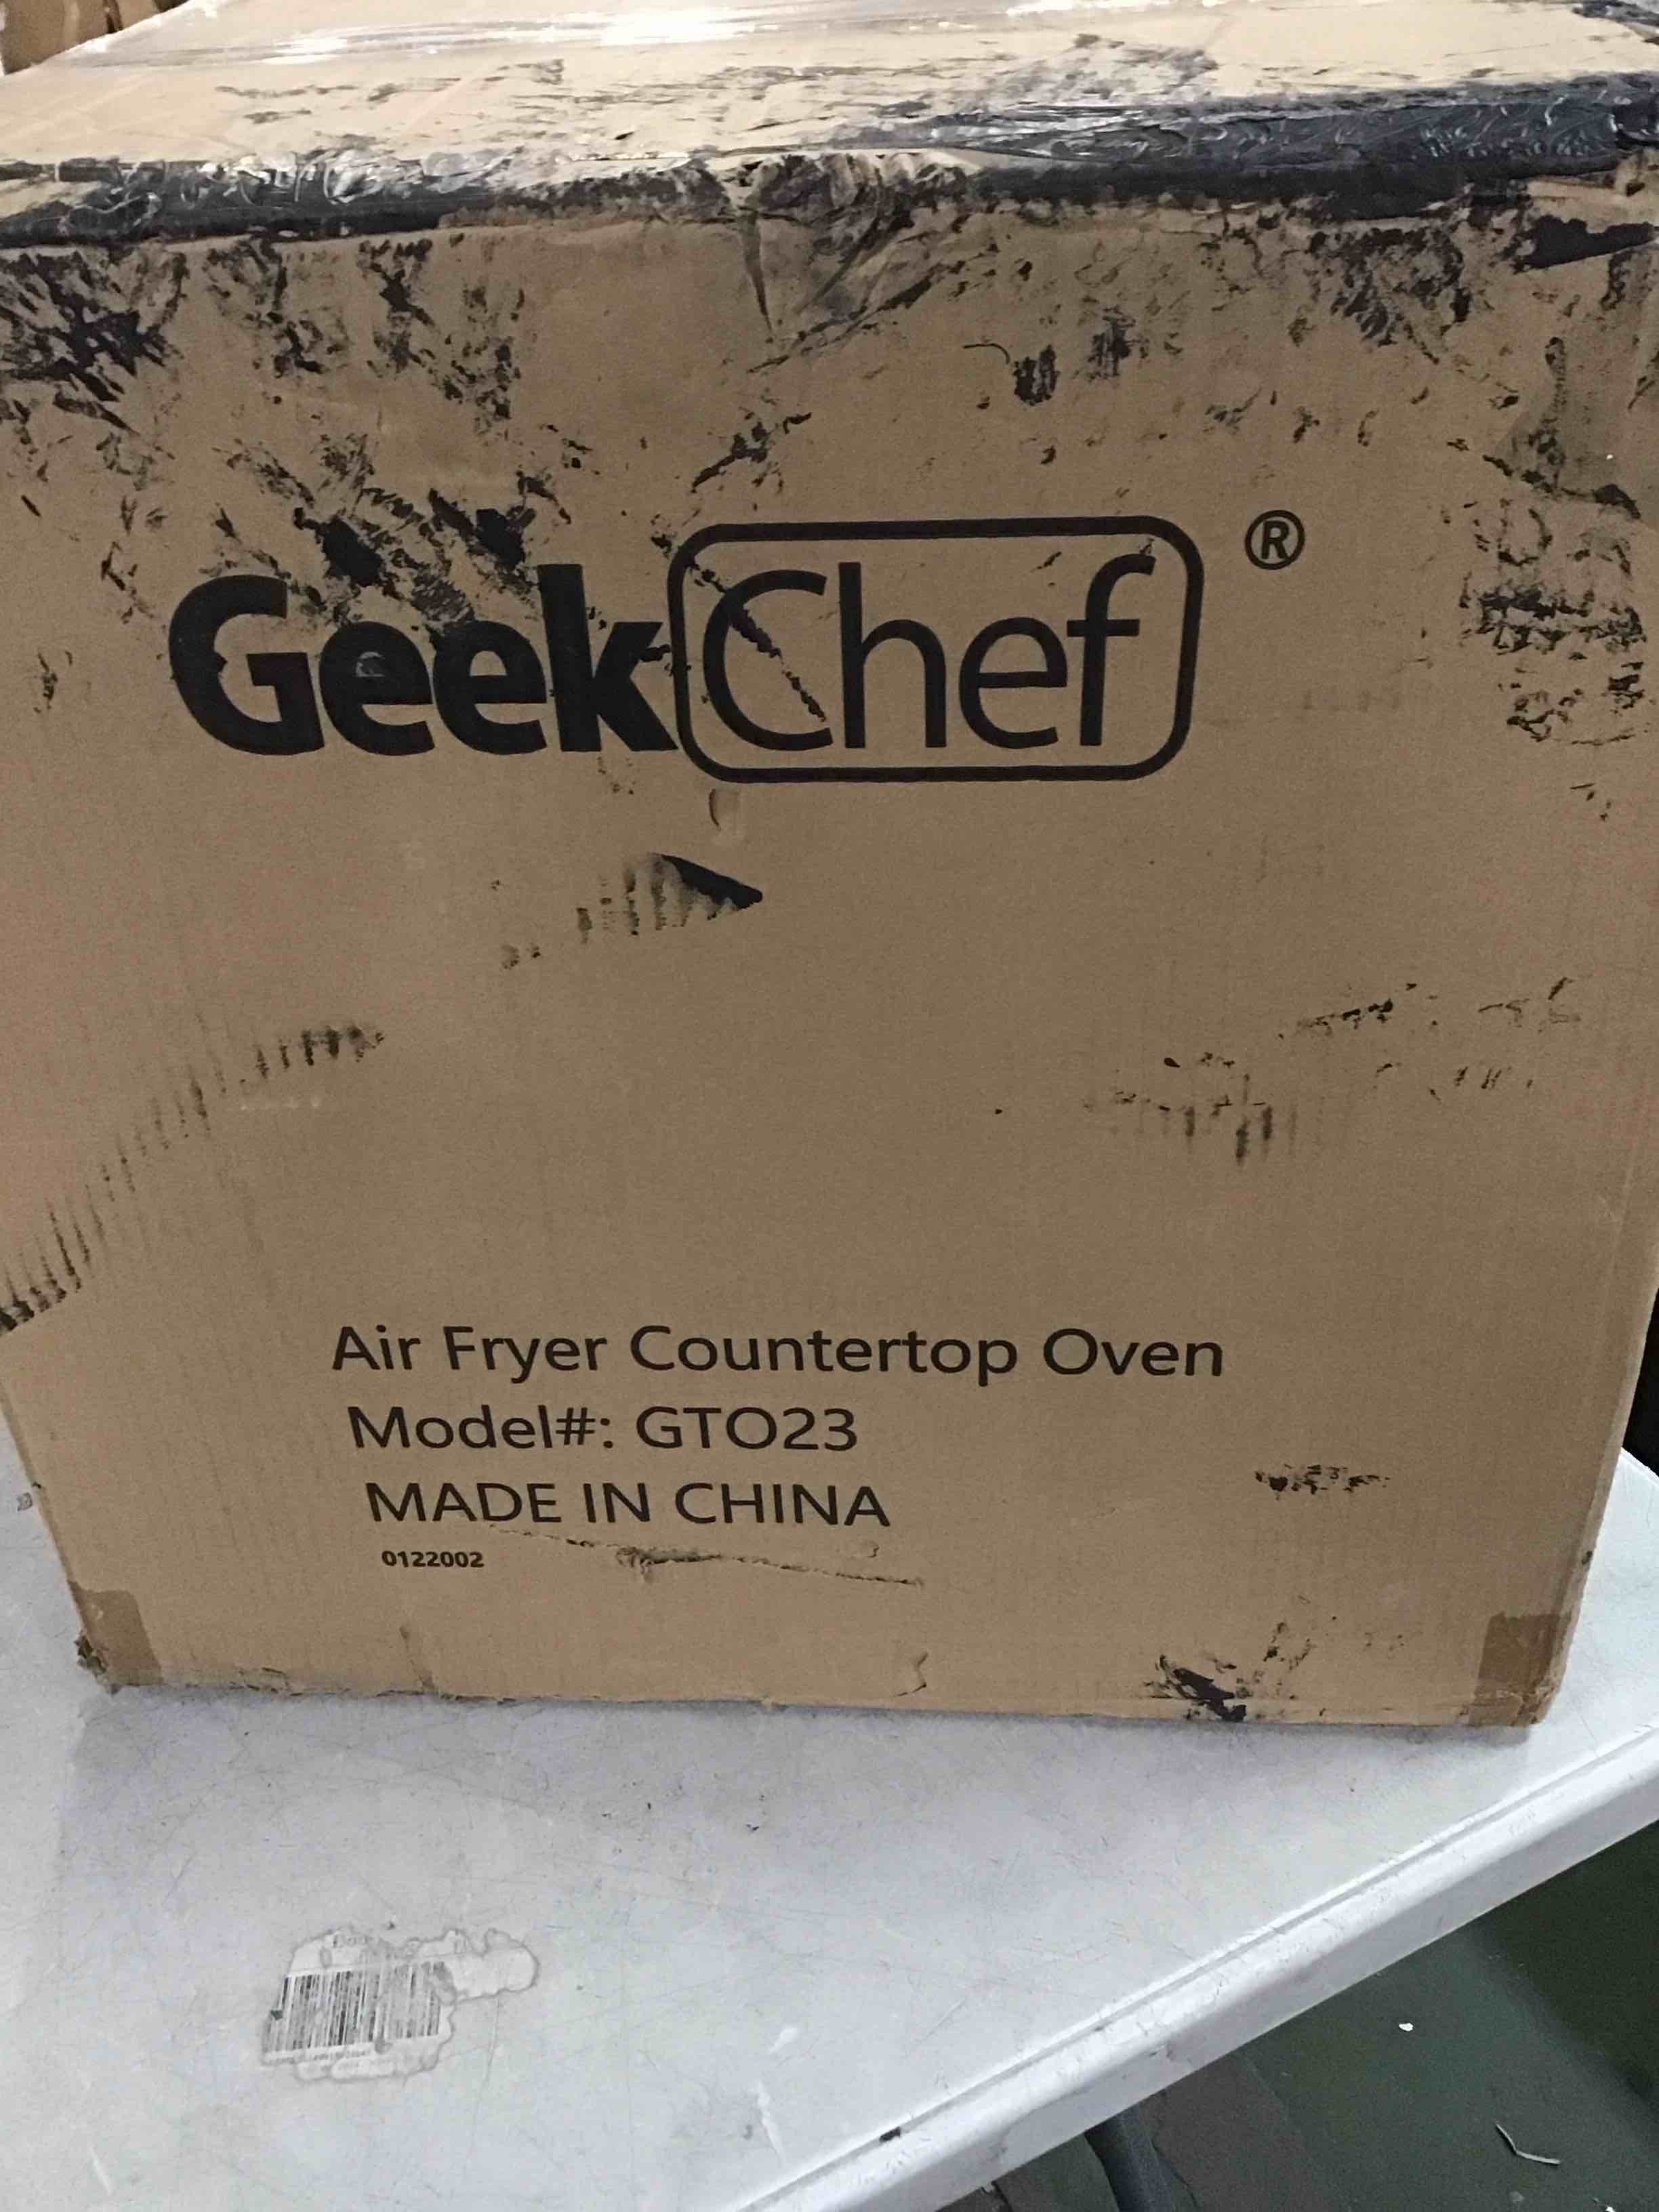 GeekChef ®
Air Fryer Countertop Oven
Model#: GTO23
MADE IN CHINA
0122002